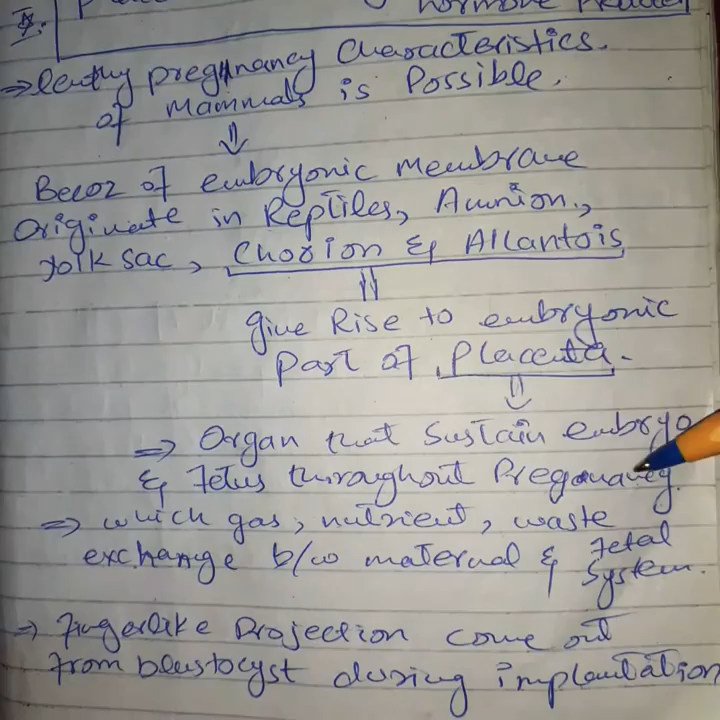 hormone
=> lenthy pregnancy Characteristics.
of mammals is Possible.
Becoz of embryonic Membrane
Originate in Reptiles, Amnion,
Yolk sac, Chorion & Allantois
give Rise to embryonic
Part of Placenta.
=> Organ that Sustain embryo
& Fetus throughout Pregnancy.
=> which gas, nutrient, waste
exchange b/w maternal & Fetal
System.
=> Fingerlike Projection come out
from blastocyst during implantation